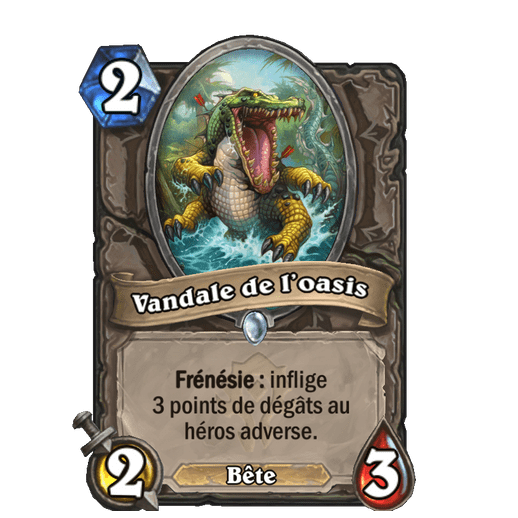 2
Vandale de l'oasis
Frénésie : inflige
3 points de dégâts au
héros adverse.
2
Bête
3